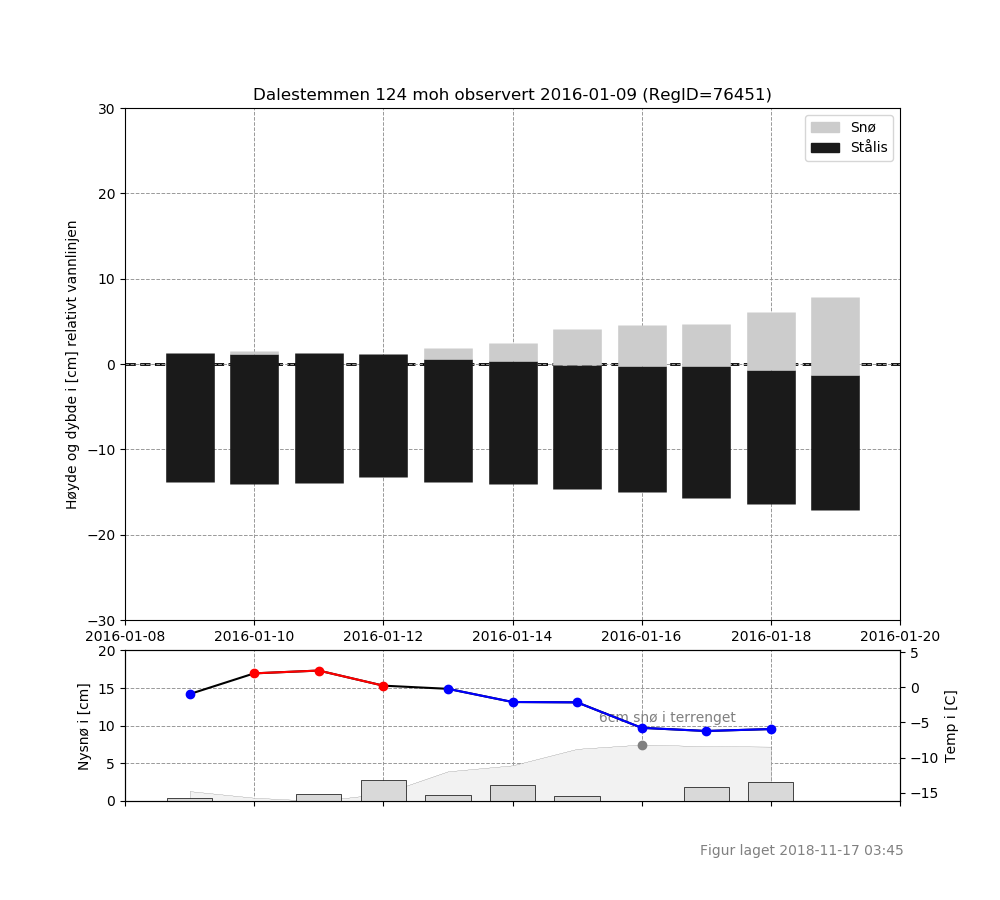 Dalestemmen 124 moh observert 2016-01-09 (RegID=76451)
30
20
10
0
−10
−20
−30
Høyde og dybde i [cm] relativt vannlinjen
Snø
Stålis
2016-01-08 2016-01-10 2016-01-12 2016-01-14 2016-01-16 2016-01-18 2016-01-20
20
15
10
5
0
Nysnø i [cm]
6cm snø i terrenget
5
0
−5
−10
−15
Temp i [C]
Figur laget 2018-11-17 03:45